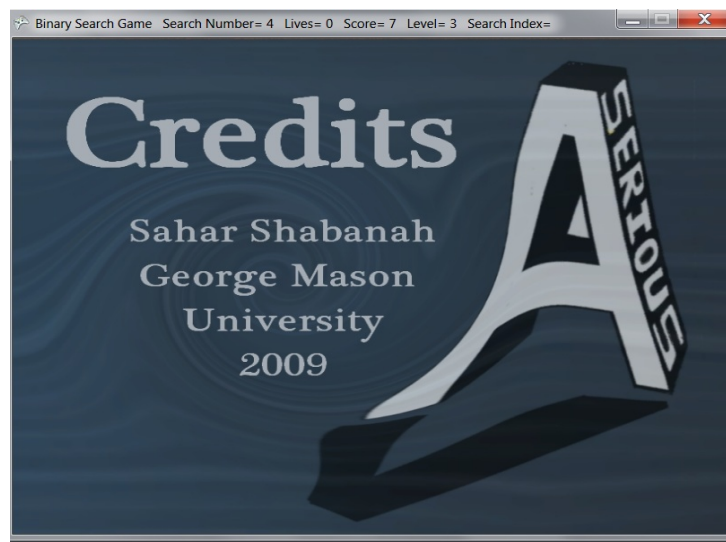 Binary Search Game Search Number= 4 Lives= 0 Score= 7 Level= 3 Search Index=
Credits
Sahar Shabanah
George Mason
University
2009
A
SERIOUS